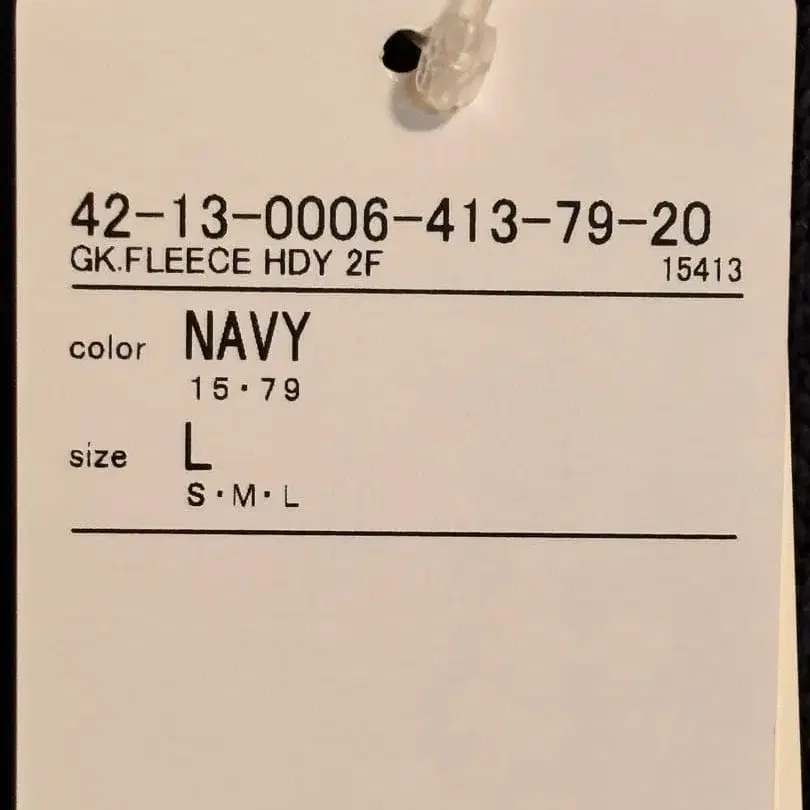 42-13-0006-413-79-20
GK.FLEECE HDY 2F 15413
color NAVY
15・79
size L
S・M・L